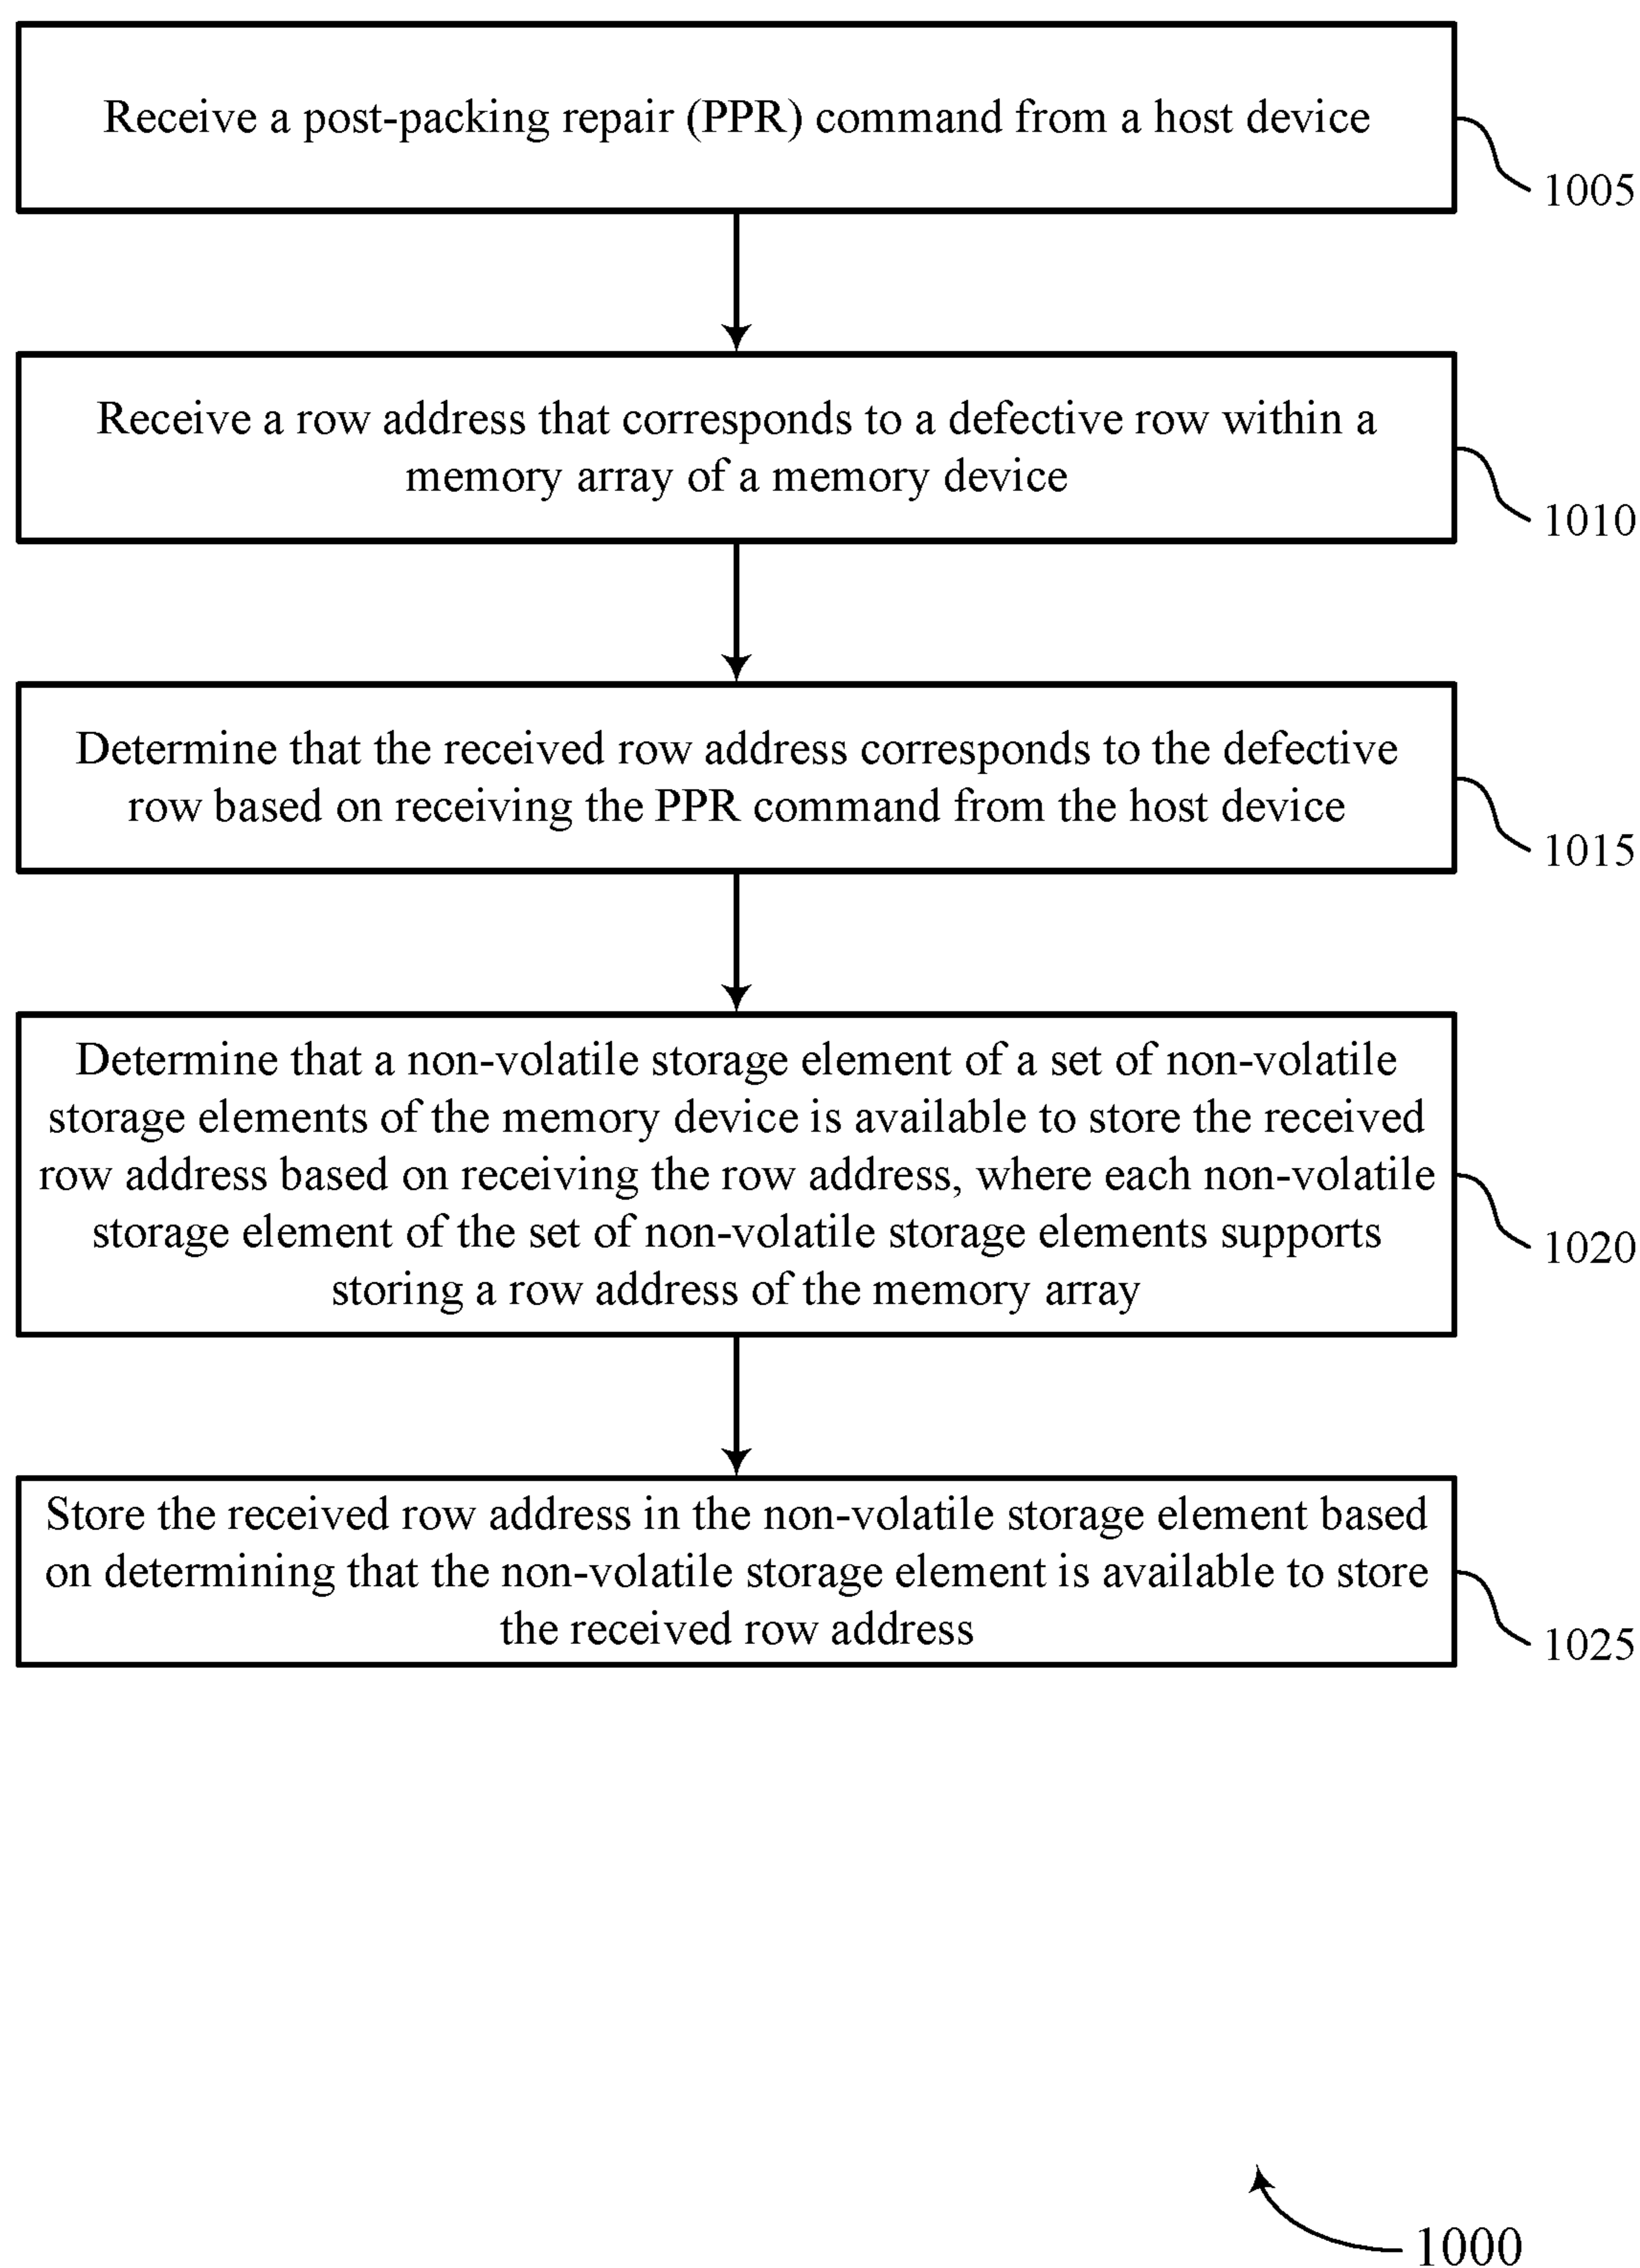 Receive a post-packing repair (PPR) command from a host device
1005
Receive a row address that corresponds to a defective row within a
memory array of a memory device
1010
Determine that the received row address corresponds to the defective
row based on receiving the PPR command from the host device
1015
Determine that a non-volatile storage element of a set of non-volatile
storage elements of the memory device is available to store the received
row address based on receiving the row address, where each non-volatile
storage element of the set of non-volatile storage elements supports
storing a row address of the memory array
1020
Store the received row address in the non-volatile storage element based
on determining that the non-volatile storage element is available to store
the received row address
1025
1000